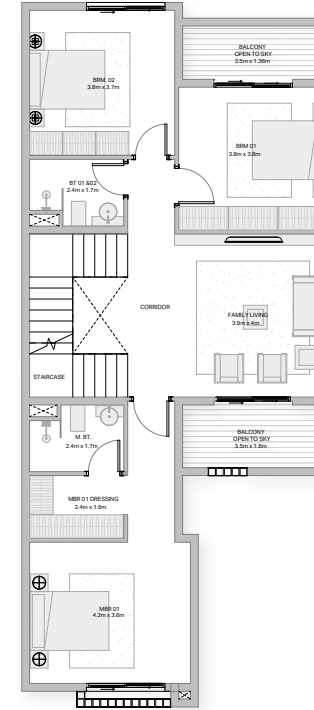 BALCONY
OPEN TO SKY
3.5m x 1.36m
BRM. 02
3.8m x 3.7m
BRM 01
3.8m x 3.8m
BT 01 &02
2.4m x 1.7m
CORRIDOR
FAMILY LIVING
3.9m x 4m
STAIRCASE
M. BT.
2.4m x 1.7m
BALCONY
OPEN TO SKY
3.5m x 1.6m
MBR 01 DRESSING
2.4m x 1.6m
MBR 01
4.2m x 3.6m